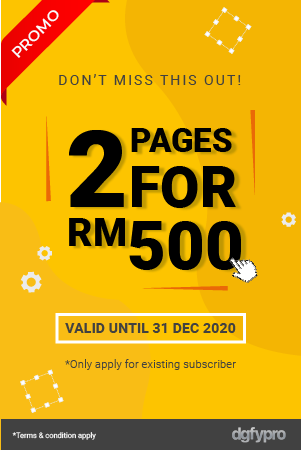 PROMO
DON'T MISS THIS OUT!
2 PAGES
FOR
RM500
VALID UNTIL 31 DEC 2020
*Only apply for existing subscriber
*Terms & condition apply
dgfypro